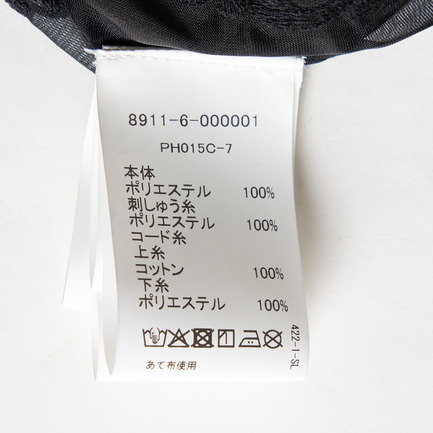 8911-6-000001
PH015C-7
本体
ポリエステル 100%
刺しゅう糸
ポリエステル 100%
コード糸
上糸
コットン 100%
下糸
ポリエステル 100%
あて布使用
422-1-SL